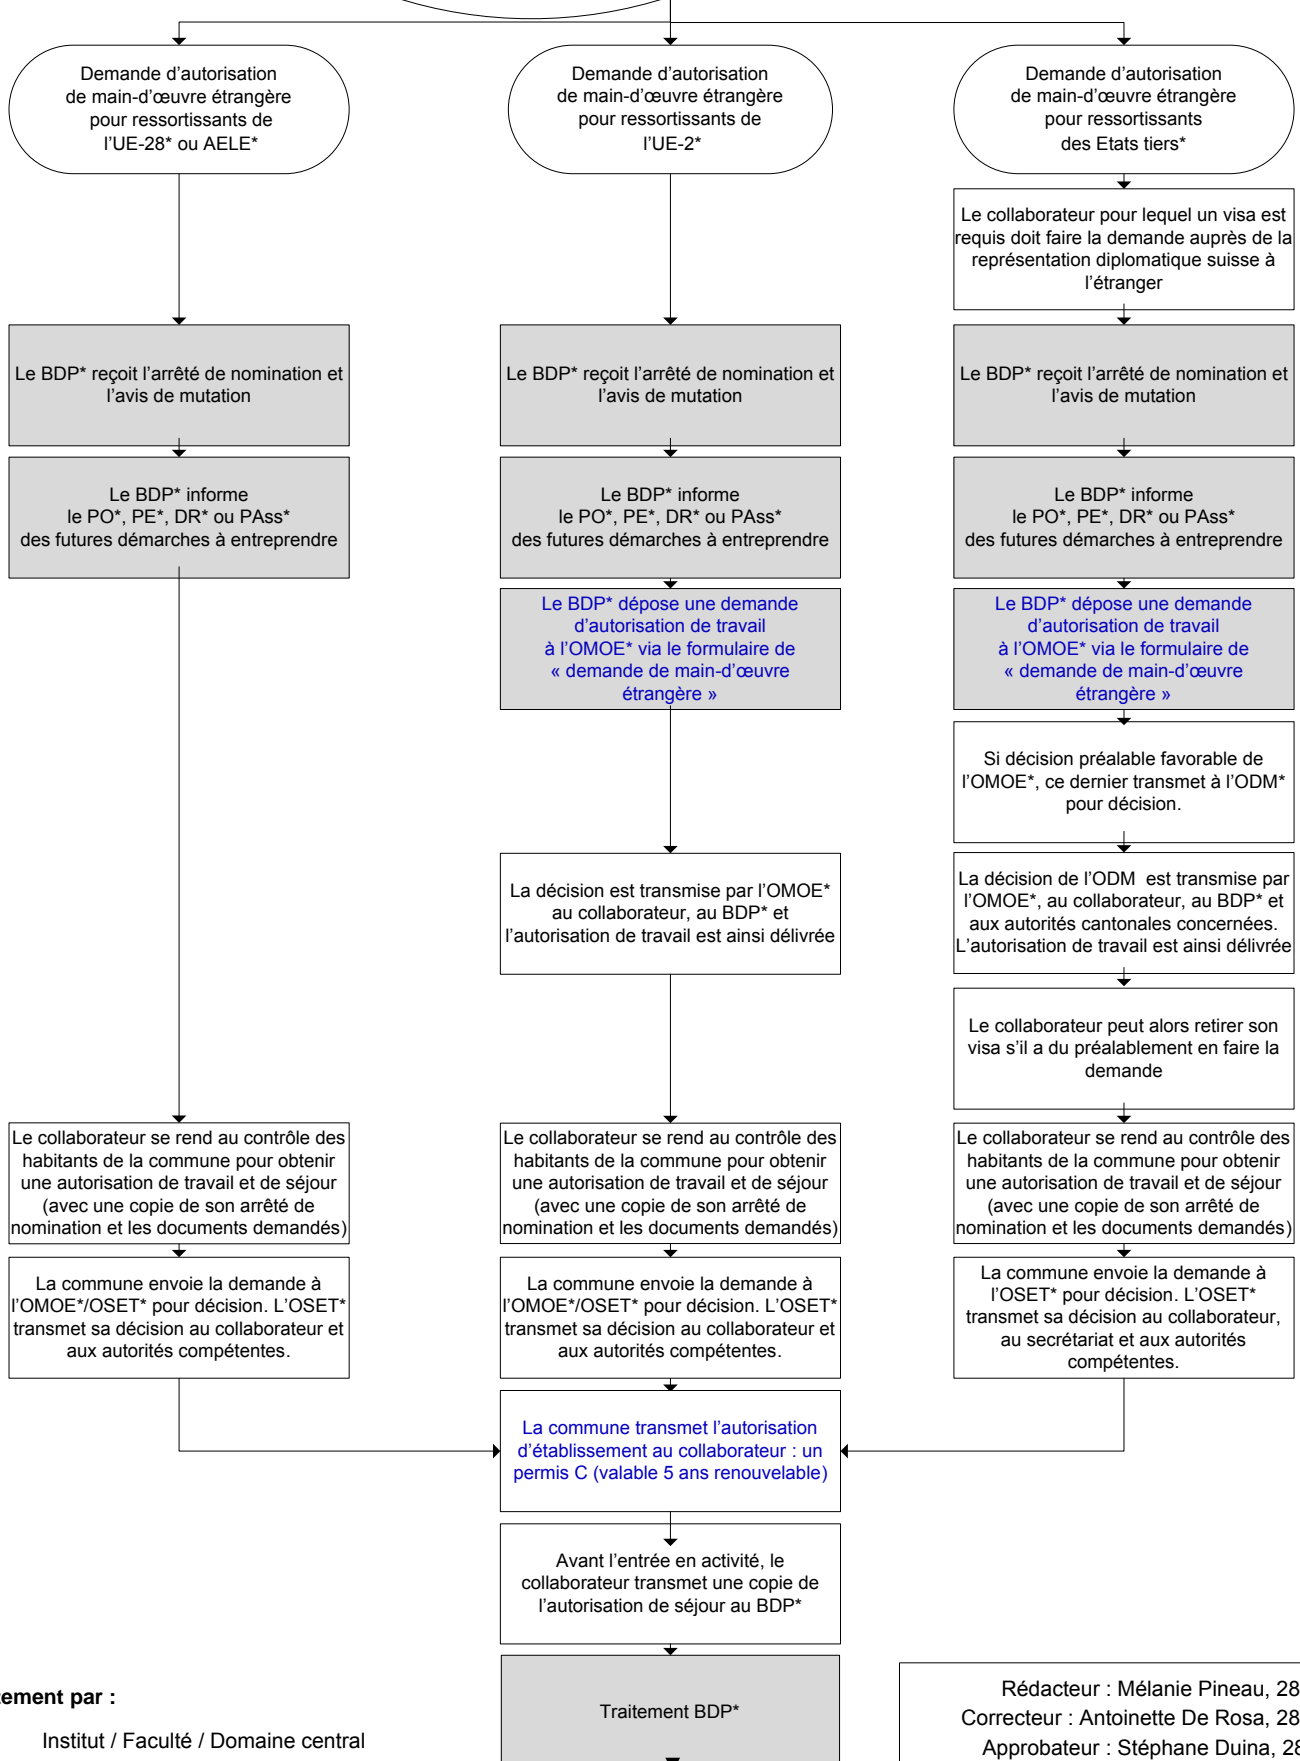 Demande d'autorisation
de main-d'œuvre étrangère
pour ressortissants de
l'UE-28* ou AELE*
Demande d'autorisation
de main-d'œuvre étrangère
pour ressortissants de
l'UE-2*
Demande d'autorisation
de main-d'œuvre étrangère
pour ressortissants
des Etats tiers*
Le collaborateur pour lequel un visa est
requis doit faire la demande auprès de la
représentation diplomatique suisse à
l'étranger
Le BDP* reçoit l'arrêté de nomination et
l'avis de mutation
Le BDP* reçoit l'arrêté de nomination et
l'avis de mutation
Le BDP* reçoit l'arrêté de nomination et
l'avis de mutation
Le BDP* informe
le PO*, PE*, DR* ou PAss*
des futures démarches à entreprendre
Le BDP* informe
le PO*, PE*, DR* ou PAss*
des futures démarches à entreprendre
Le BDP* informe
le PO*, PE*, DR* ou PAss*
des futures démarches à entreprendre
Le BDP* dépose une demande
d'autorisation de travail
à l'OMOE* via le formulaire de
« demande de main-d'œuvre
étrangère »
Le BDP* dépose une demande
d'autorisation de travail
à l'OMOE* via le formulaire de
« demande de main-d'œuvre
étrangère »
Si décision préalable favorable de
l'OMOE*, ce dernier transmet à l'ODM*
pour décision.
La décision est transmise par l'OMOE*
au collaborateur, au BDP* et
l'autorisation de travail est ainsi délivrée
La décision de l'ODM  est transmise par
l'OMOE*, au collaborateur, au BDP* et
aux autorités cantonales concernées.
L'autorisation de travail est ainsi délivrée
Le collaborateur peut alors retirer son
visa s'il a du préalablement en faire la
demande
Le collaborateur se rend au contrôle des
habitants de la commune pour obtenir
une autorisation de travail et de séjour
(avec une copie de son arrêté de
nomination et les documents demandés)
Le collaborateur se rend au contrôle des
habitants de la commune pour obtenir
une autorisation de travail et de séjour
(avec une copie de son arrêté de
nomination et les documents demandés)
Le collaborateur se rend au contrôle des
habitants de la commune pour obtenir
une autorisation de travail et de séjour
(avec une copie de son arrêté de
nomination et les documents demandés)
La commune envoie la demande à
l'OMOE*/OSET* pour décision. L'OSET*
transmet sa décision au collaborateur et
aux autorités compétentes.
La commune envoie la demande à
l'OMOE*/OSET* pour décision. L'OSET*
transmet sa décision au collaborateur et
aux autorités compétentes.
La commune envoie la demande à
l'OSET* pour décision. L'OSET*
transmet sa décision au collaborateur,
au secrétariat et aux autorités
compétentes.
La commune transmet l'autorisation
d'établissement au collaborateur : un
permis C (valable 5 ans renouvelable)
Avant l'entrée en activité, le
collaborateur transmet une copie de
l'autorisation de séjour au BDP*
Traitement BDP*
tement par :
Institut / Faculté / Domaine central
Rédacteur : Mélanie Pineau, 28
Correcteur : Antoinette De Rosa, 28
Approbateur : Stéphane Duina, 28